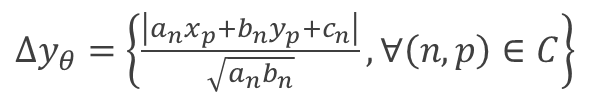 Δy_θ = { |a_n x_p + b_n y_p + c_n| / √(a_n b_n) , ∀(n, p) ∈ C }